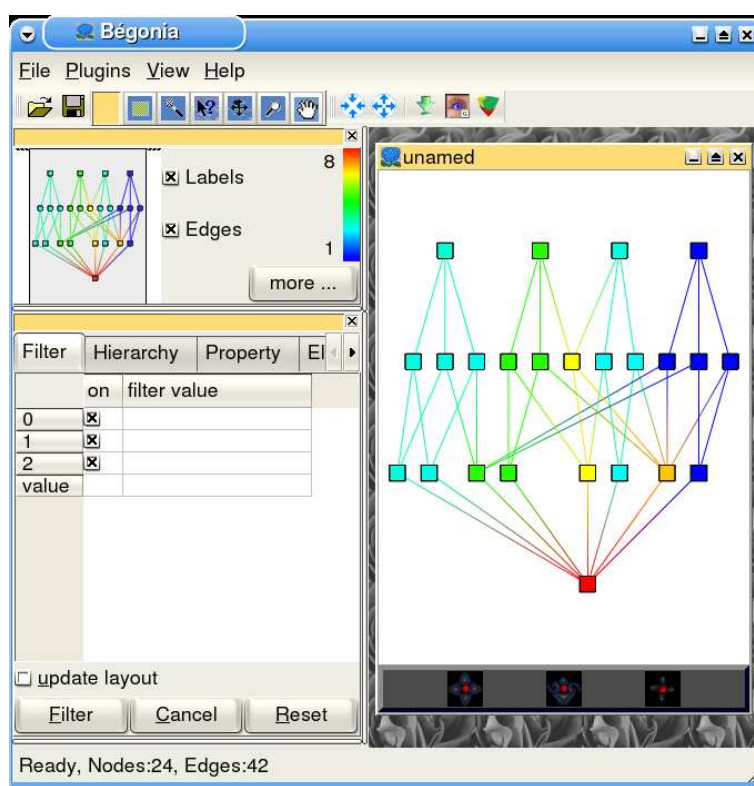 Bégonia
File Plugins View Help
8
Labels
Edges
1
more ...
unamed
Filter Hierarchy Property El
on filter value
0
1
2
value
update layout
Filter Cancel Reset
Ready, Nodes:24, Edges:42